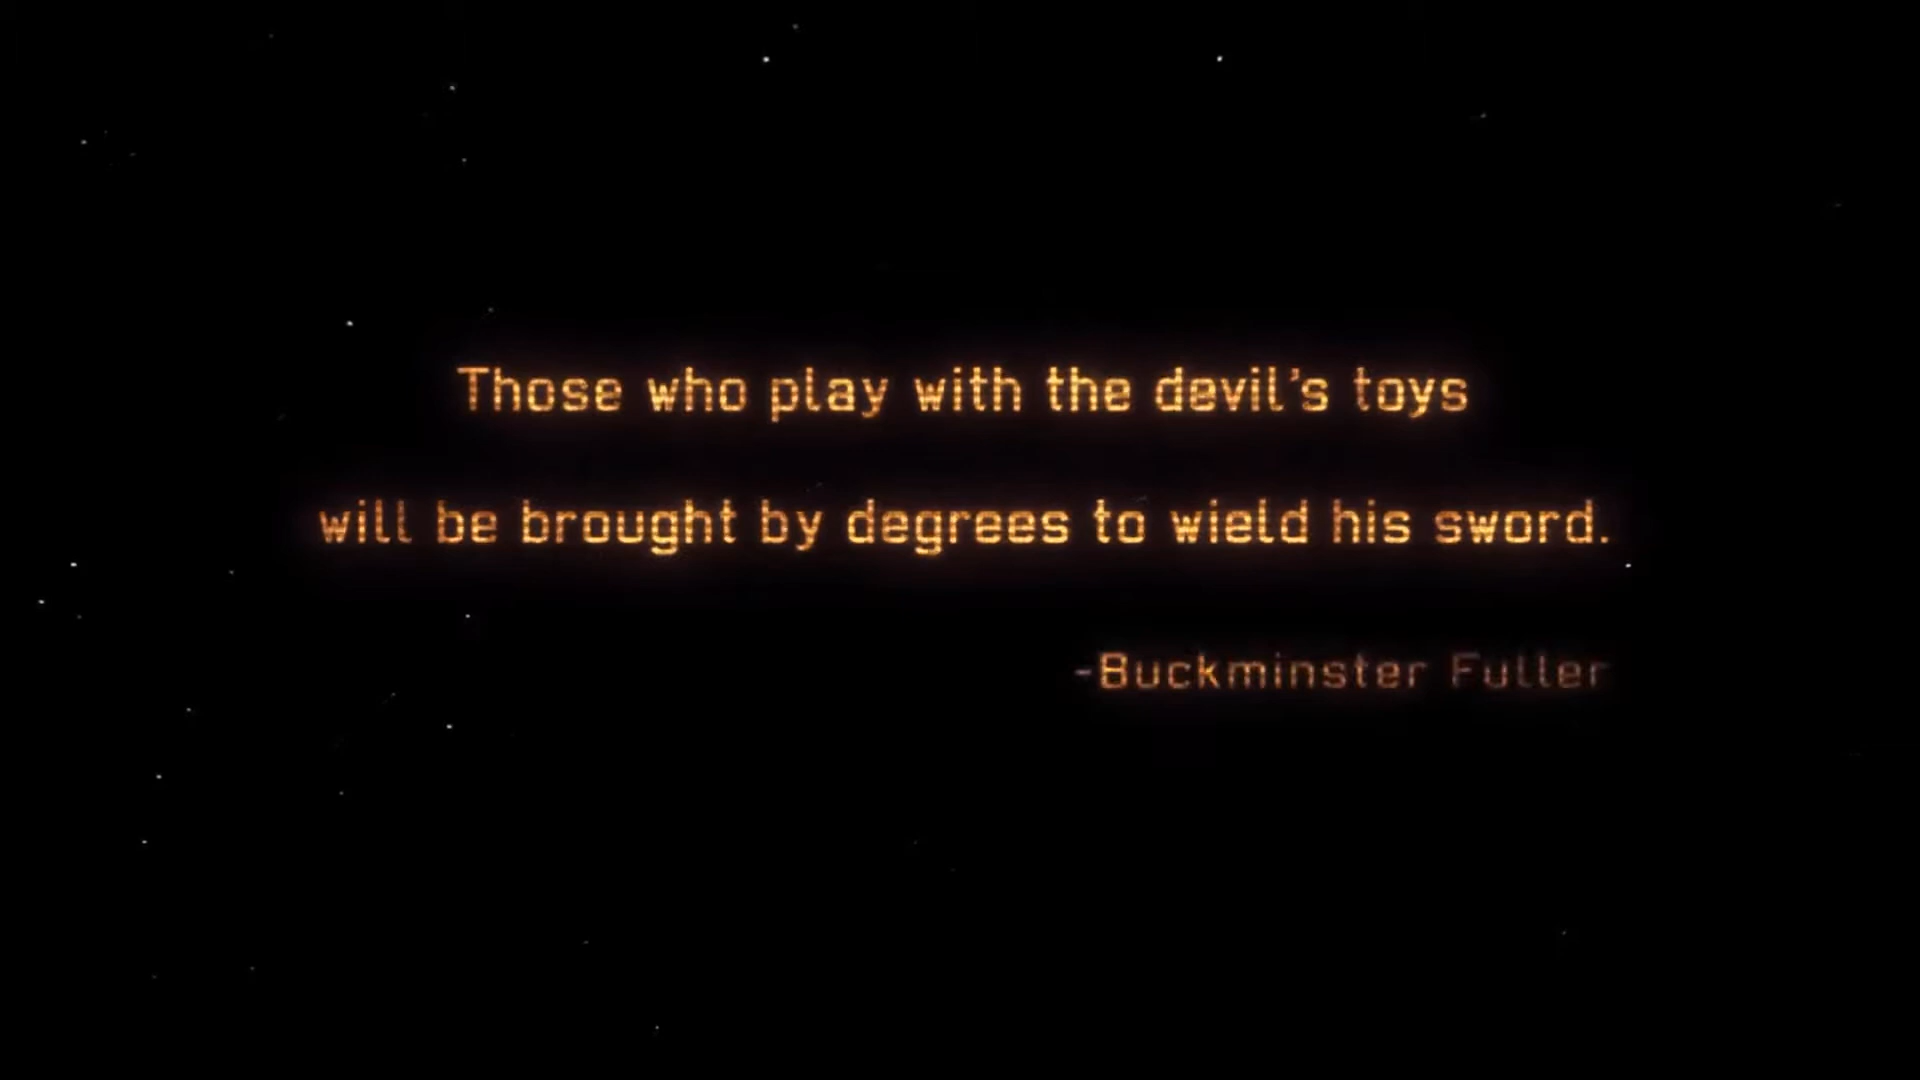 Those who play with the devil's toys
will be brought by degrees to wield his sword.
-Buckminster Fuller